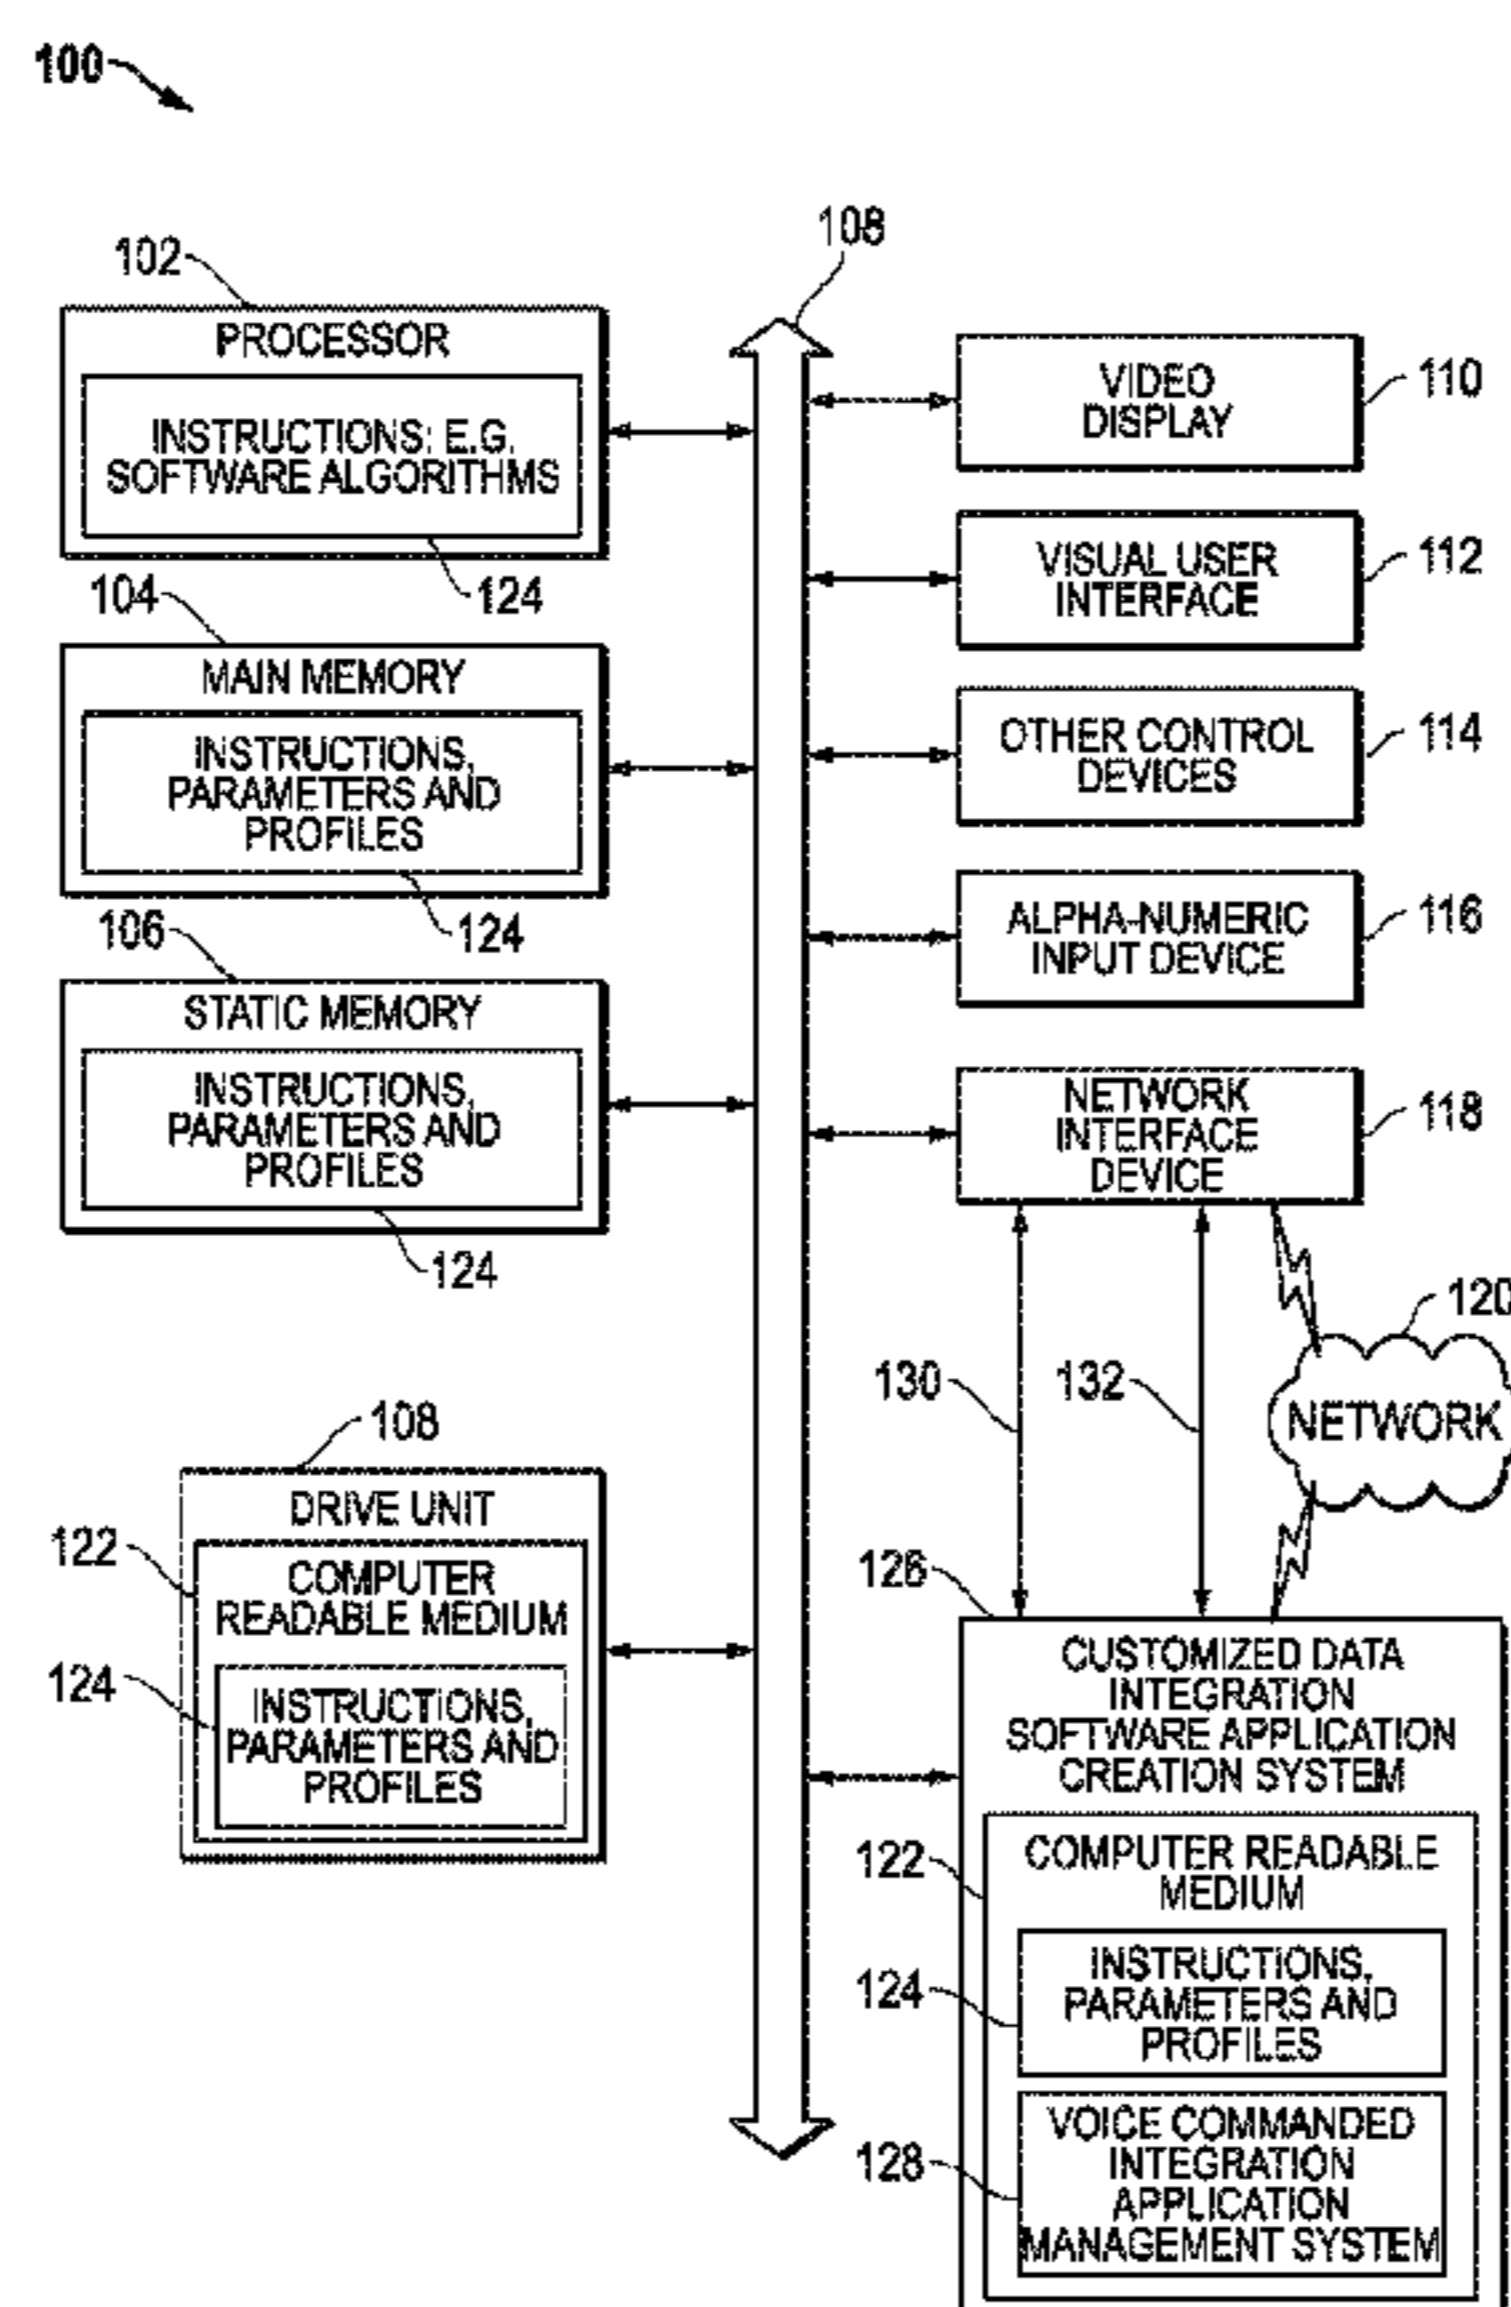 100
108
102
PROCESSOR
INSTRUCTIONS: E.G.
SOFTWARE ALGORITHMS
124
104
MAIN MEMORY
INSTRUCTIONS,
PARAMETERS AND
PROFILES
124
106
STATIC MEMORY
INSTRUCTIONS,
PARAMETERS AND
PROFILES
124
108
DRIVE UNIT
122
COMPUTER
READABLE MEDIUM
124
INSTRUCTIONS,
PARAMETERS AND
PROFILES
VIDEO
DISPLAY
110
VISUAL USER
INTERFACE
112
OTHER CONTROL
DEVICES
114
ALPHA-NUMERIC
INPUT DEVICE
116
NETWORK
INTERFACE
DEVICE
118
120
130
132
NETWORK
126
CUSTOMIZED DATA
INTEGRATION
SOFTWARE APPLICATION
CREATION SYSTEM
122
COMPUTER READABLE
MEDIUM
124
INSTRUCTIONS,
PARAMETERS AND
PROFILES
128
VOICE COMMANDED
INTEGRATION
APPLICATION
MANAGEMENT SYSTEM